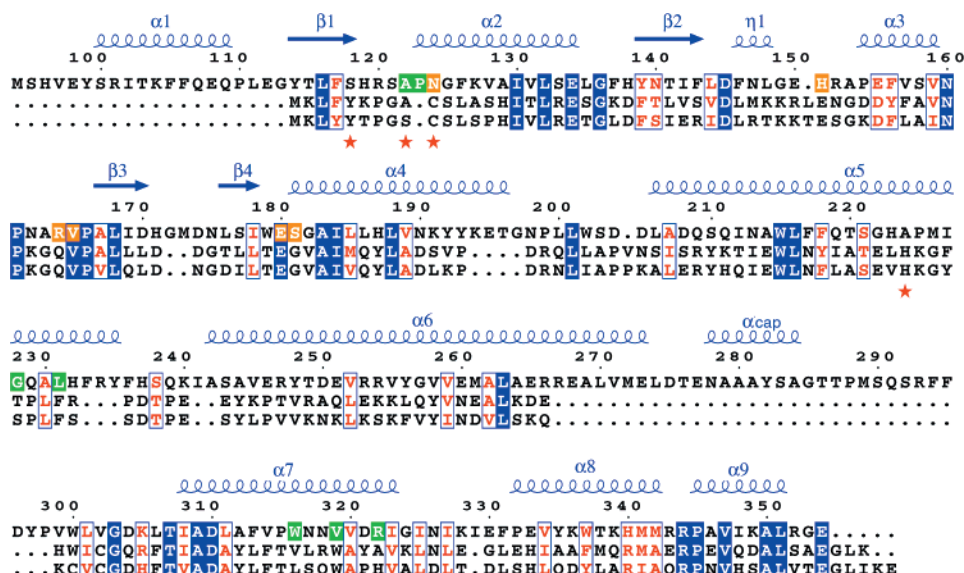 α1 β1 α2 β2 η1 α3
100 110 120 130 140 150 160
MSHVEYSRITKFFQEQPLEGYTLFSHRSAPNGFKVAIVLSELGFHYNTIFLDFNLGE.HRAPEFVSVN
....................MKLFYKPGA.CSLASHITLRESGKDFTLVSVDLMKKRLENGDDYFAVN
....................MKLYYTPGS.CSLSPHIVLRETGLDFSIERIDLRTKKTESGKDFLAIN
β3 β4 α4 α5
170 180 190 200 210 220
PNARVPALIDHGMDNLSIWESGAILLHLVNKYYKETGNPLLWSD.DLADQSQINAWLFFQTSGHAPMI
PKGQVPALLLD..DGTLLTEGVAIMQYLADSVP....DRQLLAPVNSISRYKTIEWLNYIATELHKGF
PKGQVPVLQLD..NGDILTEGVAIVQYLADLKP....DRNLIAPPKALERYHQIEWLNFLASEVHKGY
α6 α'cap
230 240 250 260 270 280 290
GQALHFRYFHSQKIASAVERYTDEVRRVYGVVEMALAERREALVMELDTENAAAYSAGTTPMSQSRFF
TPLFR...PDTPE..EYKPTVRAQLEKKLQYVNEALKDE.............................
SPLFS...SDTPE..SYLPVVKNKLKSKFVYINDVLSKQ.............................
α7 α8 α9
300 310 320 330 340 350
DYPVWLVGDKLTIADLAFVPWNNVVDRIGINIKIEFPEVYKWTKHMMRRPAVIKALRGE.....
...HWICGQRFTIADAYLFTVLRWAYAVKLNLE.GLEHIAAFMQRMAERPEVQDALSAEGLK..
...KCVCGDHFTVADAYLFTLSQWAPHVALDLT.DLSHLQDYLARIAQRPNVHSALVTEGLIKE